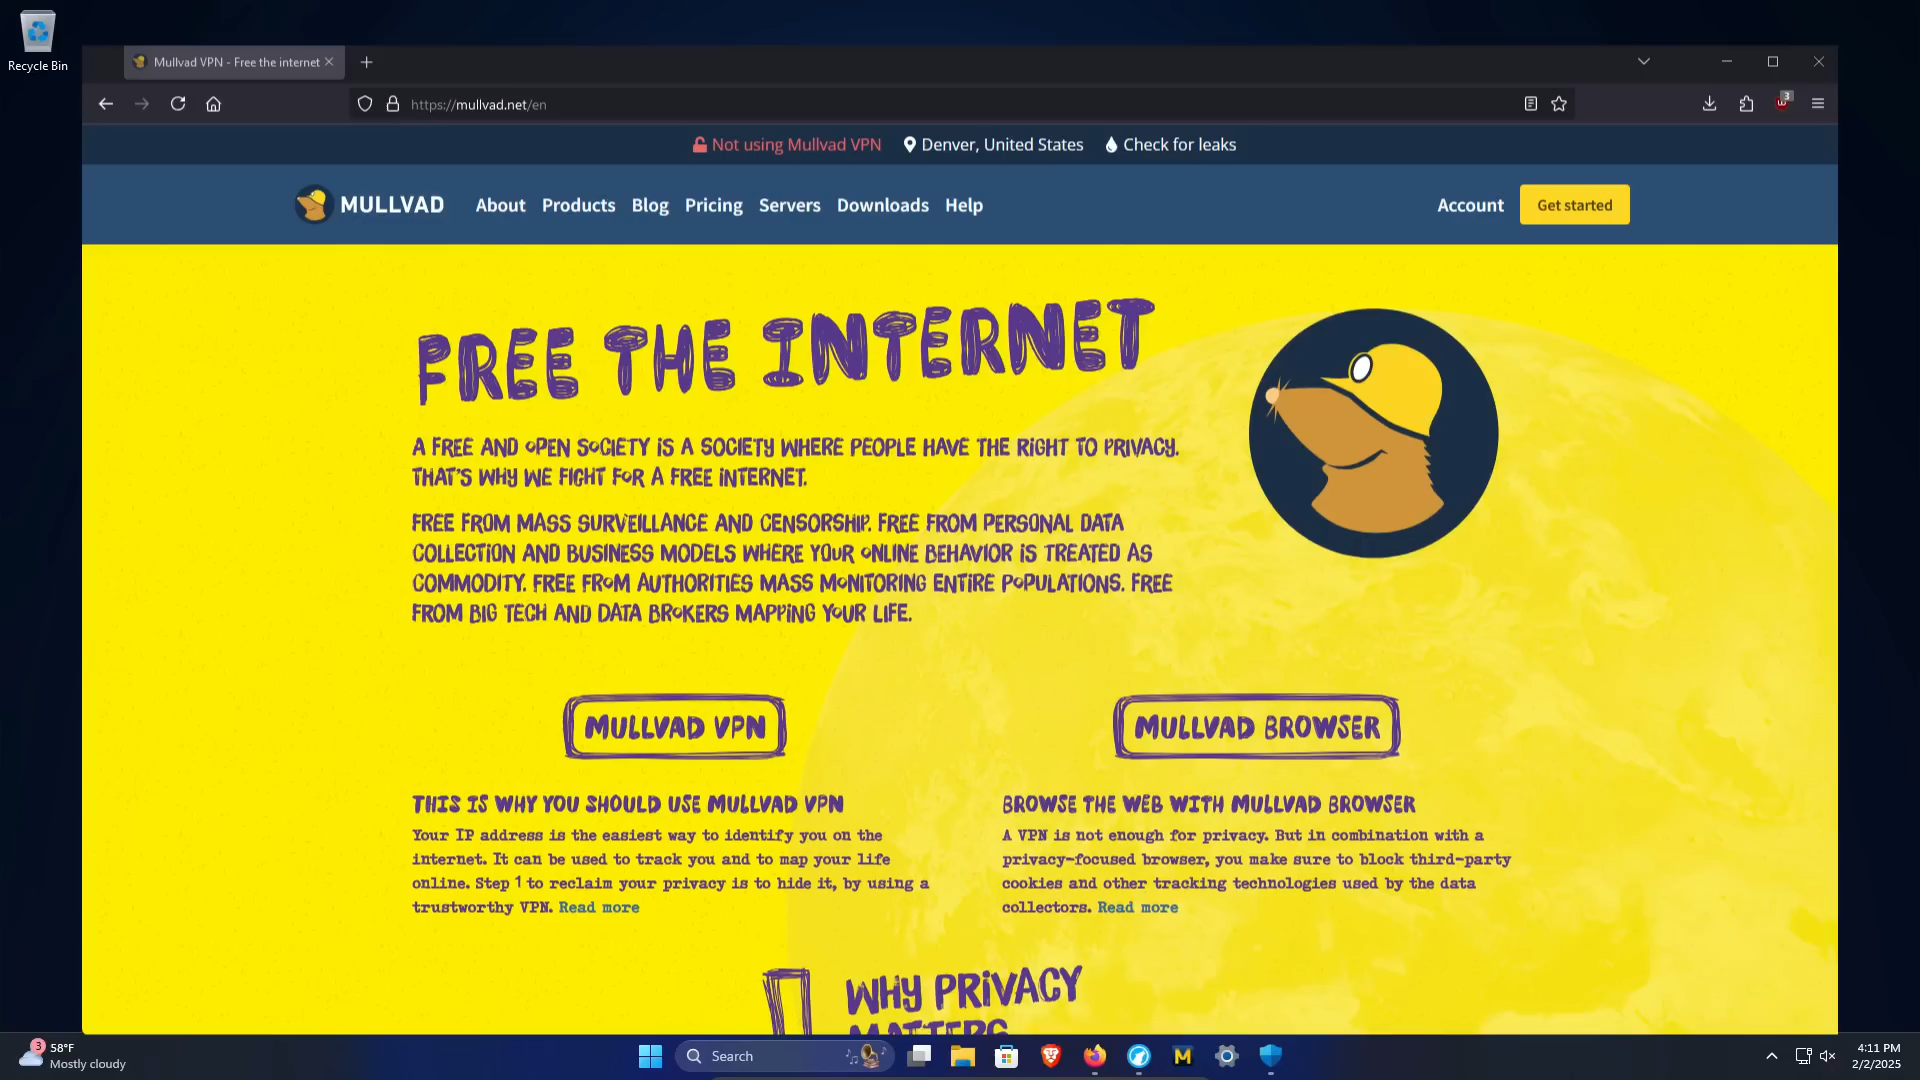 Recycle Bin
Mullvad VPN - Free the internet
https://mullvad.net/en
3
Not using Mullvad VPN Denver, United States Check for leaks
MULLVAD About Products Blog Pricing Servers Downloads Help Account Get started
FREE THE INTERNET
A FREE AND OPEN SOCIETY IS A SOCIETY WHERE PEOPLE HAVE THE RIGHT TO PRIVACY.
THAT'S WHY WE FIGHT FOR A FREE INTERNET.
FREE FROM MASS SURVEILLANCE AND CENSORSHIP. FREE FROM PERSONAL DATA
COLLECTION AND BUSINESS MODELS WHERE YOUR ONLINE BEHAVIOR IS TREATED AS
COMMODITY. FREE FROM AUTHORITIES MASS MONITORING ENTIRE POPULATIONS. FREE
FROM BIG TECH AND DATA BROKERS MAPPING YOUR LIFE.
MULLVAD VPN
THIS IS WHY YOU SHOULD USE MULLVAD VPN
Your IP address is the easiest way to identify you on the
internet. It can be used to track you and to map your life
online. Step 1 to reclaim your privacy is to hide it, by using a
trustworthy VPN. Read more
MULLVAD BROWSER
BROWSE THE WEB WITH MULLVAD BROWSER
A VPN is not enough for privacy. But in combination with a
privacy-focused browser, you make sure to block third-party
cookies and other tracking technologies used by the data
collectors. Read more
WHY PRIVACY
MATTERS
3
58°F
Mostly cloudy
Search
M
4:11 PM
2/2/2025